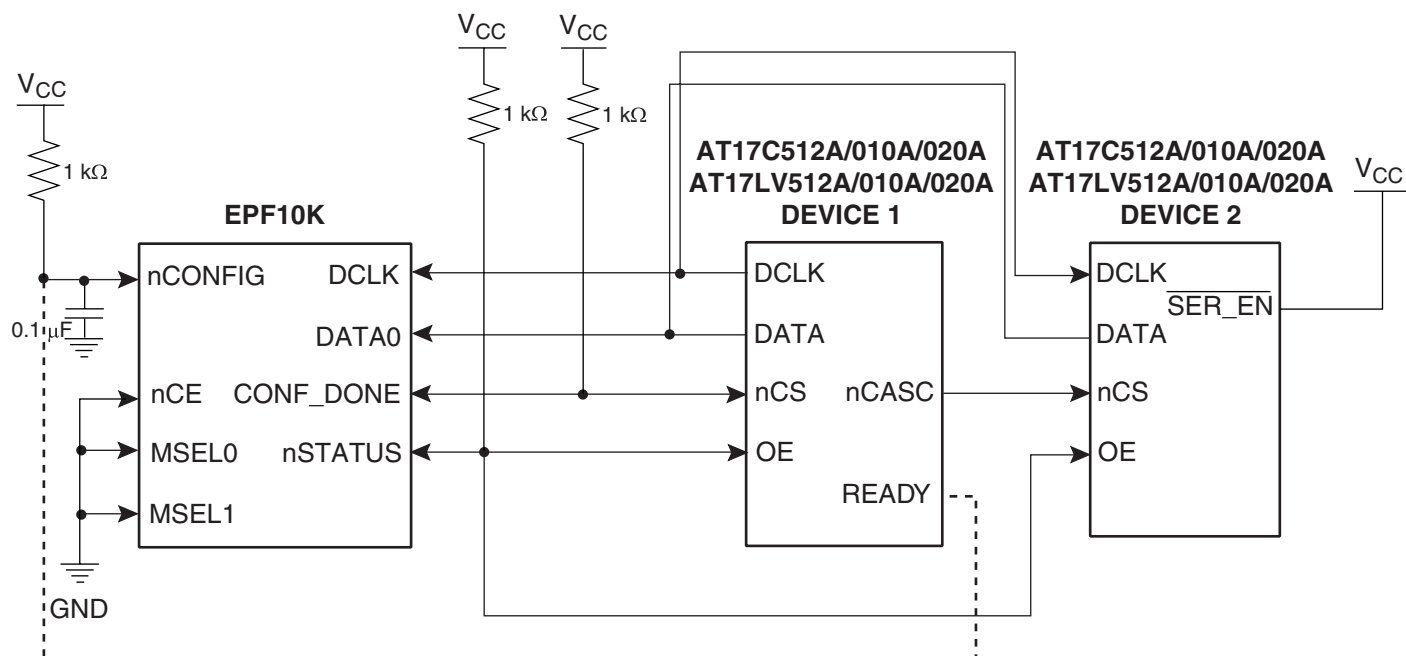 VCC
1 kΩ
0.1 µF
VCC
1 kΩ
VCC
1 kΩ
EPF10K
nCONFIG
DCLK
DATA0
nCE
CONF_DONE
MSEL0
nSTATUS
MSEL1
GND
AT17C512A/010A/020A
AT17LV512A/010A/020A
DEVICE 1
DCLK
DATA
nCS
nCASC
OE
READY
AT17C512A/010A/020A
AT17LV512A/010A/020A
DEVICE 2
VCC
DCLK
SER_EN
DATA
nCS
OE